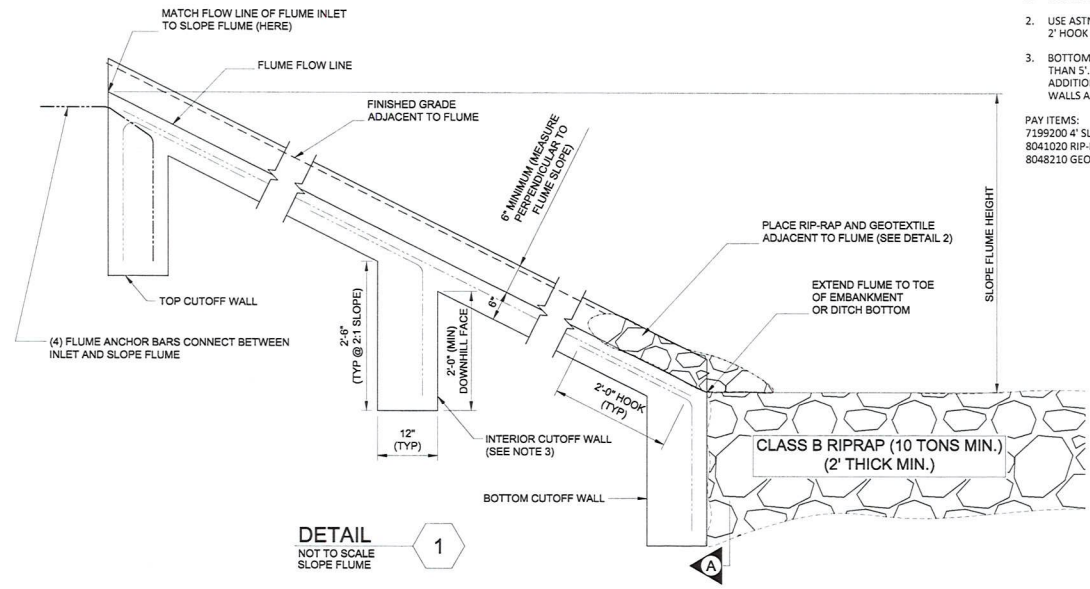 MATCH FLOW LINE OF FLUME INLET
TO SLOPE FLUME (HERE)
FLUME FLOW LINE
FINISHED GRADE
ADJACENT TO FLUME
6" MINIMUM (MEASURE
PERPENDICULAR TO
FLUME SLOPE)
2.
2' HOOK
3. BOTTOM
THAN 5'.
WALLS
PAY ITEMS:
7199200 4'
8041020
8048210
SLOPE FLUME HEIGHT
PLACE RIP-RAP AND GEOTEXTILE
ADJACENT TO FLUME (SEE DETAIL 2)
EXTEND FLUME TO TOE
OF EMBANKMENT
OR DITCH BOTTOM
TOP CUTOFF WALL
(4) FLUME ANCHOR BARS CONNECT BETWEEN
INLET AND SLOPE FLUME
2'-6"
(TYP @ 2:1 SLOPE)
2'-0" (MIN)
DOWNHILL FACE
6"
2'-0" HOOK
(TYP)
12"
(TYP)
INTERIOR CUTOFF WALL
(SEE NOTE 3)
CLASS B RIPRAP (10 TONS MIN.)
(2' THICK MIN.)
BOTTOM CUTOFF WALL
DETAIL
NOT TO SCALE
SLOPE FLUME
1
A